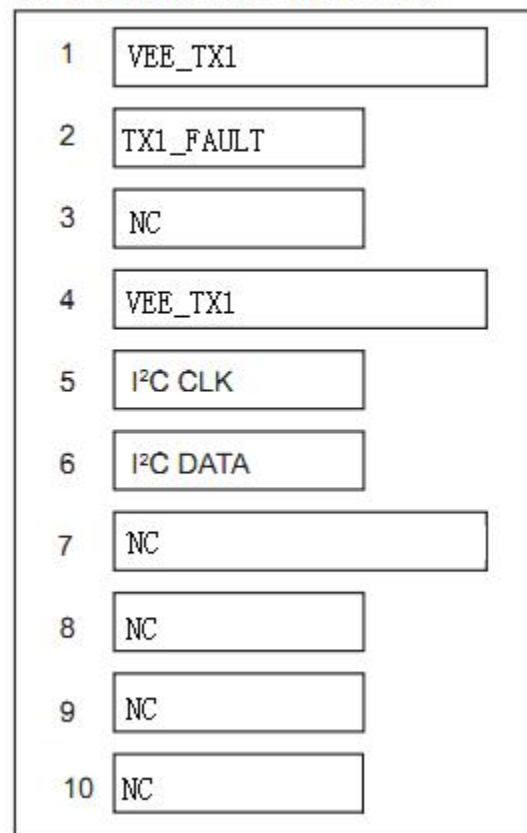 1 VEE_TX1
2 TX1_FAULT
3 NC
4 VEE_TX1
5 I²C CLK
6 I²C DATA
7 NC
8 NC
9 NC
10 NC